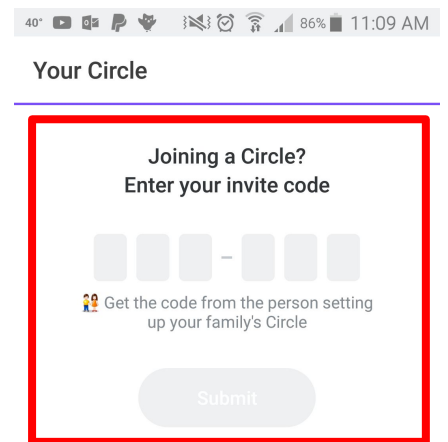 40° 86% 11:09 AM
Your Circle
Joining a Circle?
Enter your invite code
–
Get the code from the person setting
up your family's Circle
Submit